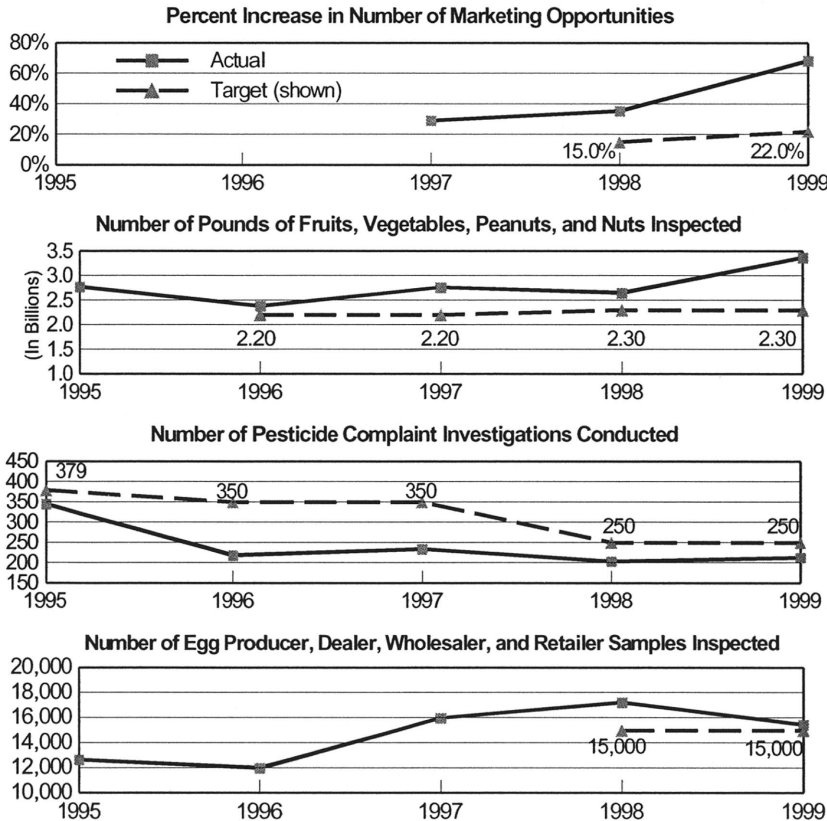 Percent Increase in Number of Marketing Opportunities
80%
Actual
60%
Target (shown)
40%
20%
15.0% 22.0%
0%
1995 1996 1997 1998 1999
Number of Pounds of Fruits, Vegetables, Peanuts, and Nuts Inspected
(In Billions)
3.5
3.0
2.5
2.0
2.20 2.20 2.30 2.30
1.5
1.0
1995 1996 1997 1998 1999
Number of Pesticide Complaint Investigations Conducted
450
379
400
350 350
350
300
250 250
250
200
150
1995 1996 1997 1998 1999
Number of Egg Producer, Dealer, Wholesaler, and Retailer Samples Inspected
20,000
18,000
16,000
14,000
15,000 15,000
12,000
10,000
1995 1996 1997 1998 1999